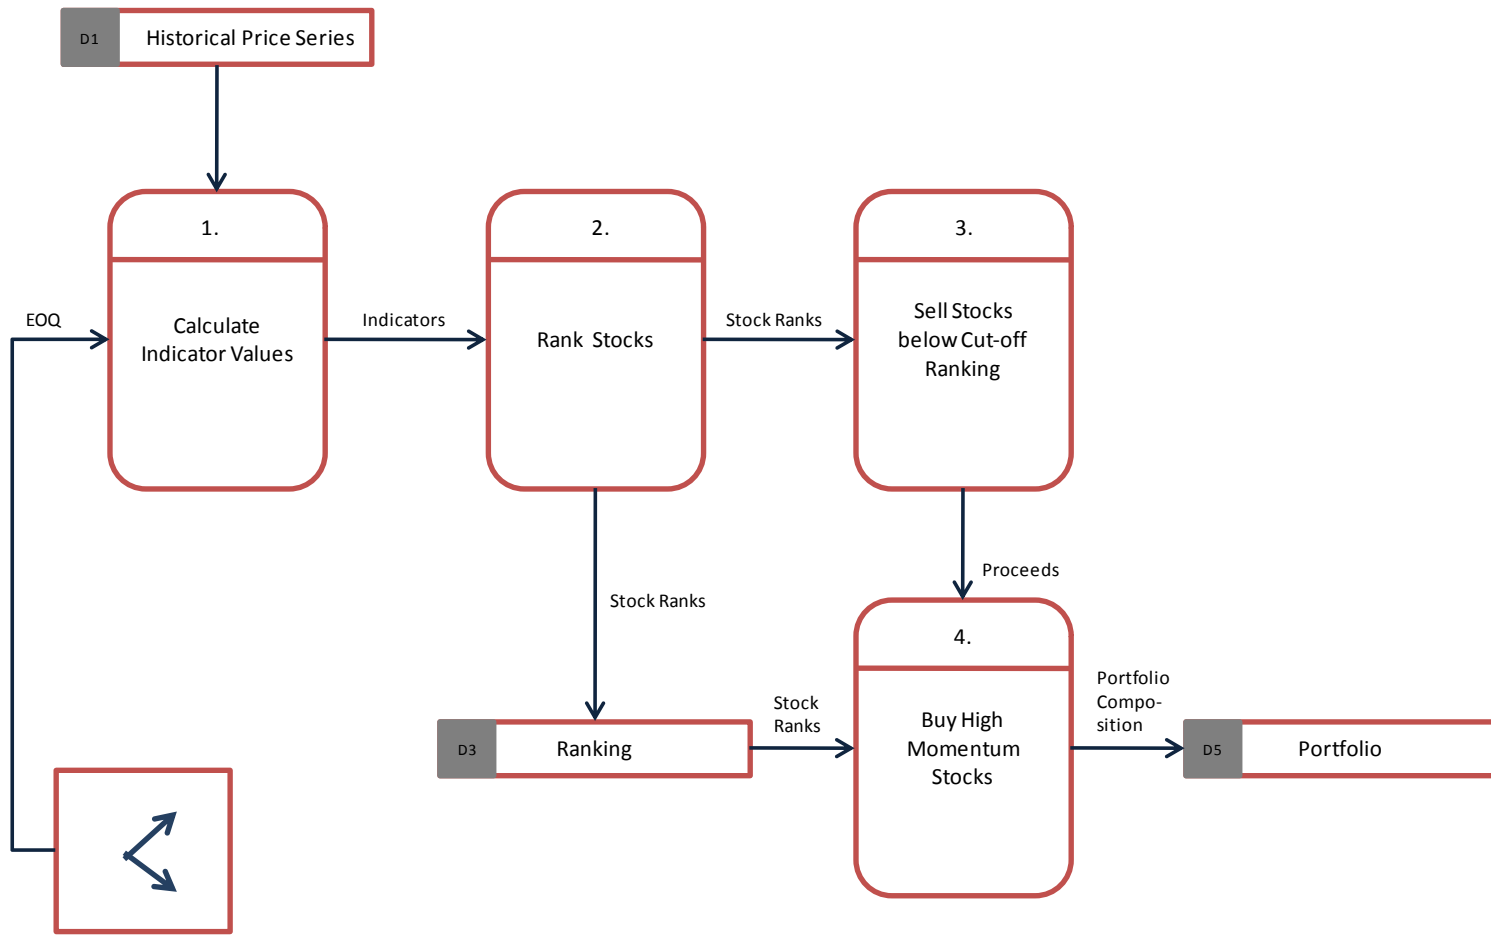 D1
Historical Price Series
1.
2.
3.
EOQ
Calculate
Indicator Values
Indicators
Rank Stocks
Stock Ranks
Sell Stocks
below Cut-off
Ranking
Proceeds
Stock Ranks
4.
Stock
Ranks
Buy High
Momentum
Stocks
Portfolio
Compo-
sition
D3
Ranking
D5
Portfolio